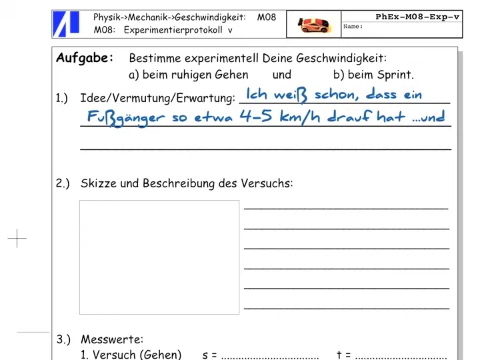 Physik->Mechanik->Geschwindigkeit: M08
M08: Experimentierprotokoll v
PhEx-M08-Exp-v
Name:
Aufgabe: Bestimme experimentell Deine Geschwindigkeit:
a) beim ruhigen Gehen und b) beim Sprint.
1.) Idee/Vermutung/Erwartung: Ich weiß schon, dass ein
Fußgänger so etwa 4-5 km/h drauf hat ...und
2.) Skizze und Beschreibung des Versuchs:
3.) Messwerte:
1. Versuch (Gehen) s = .................................. t = ..............................